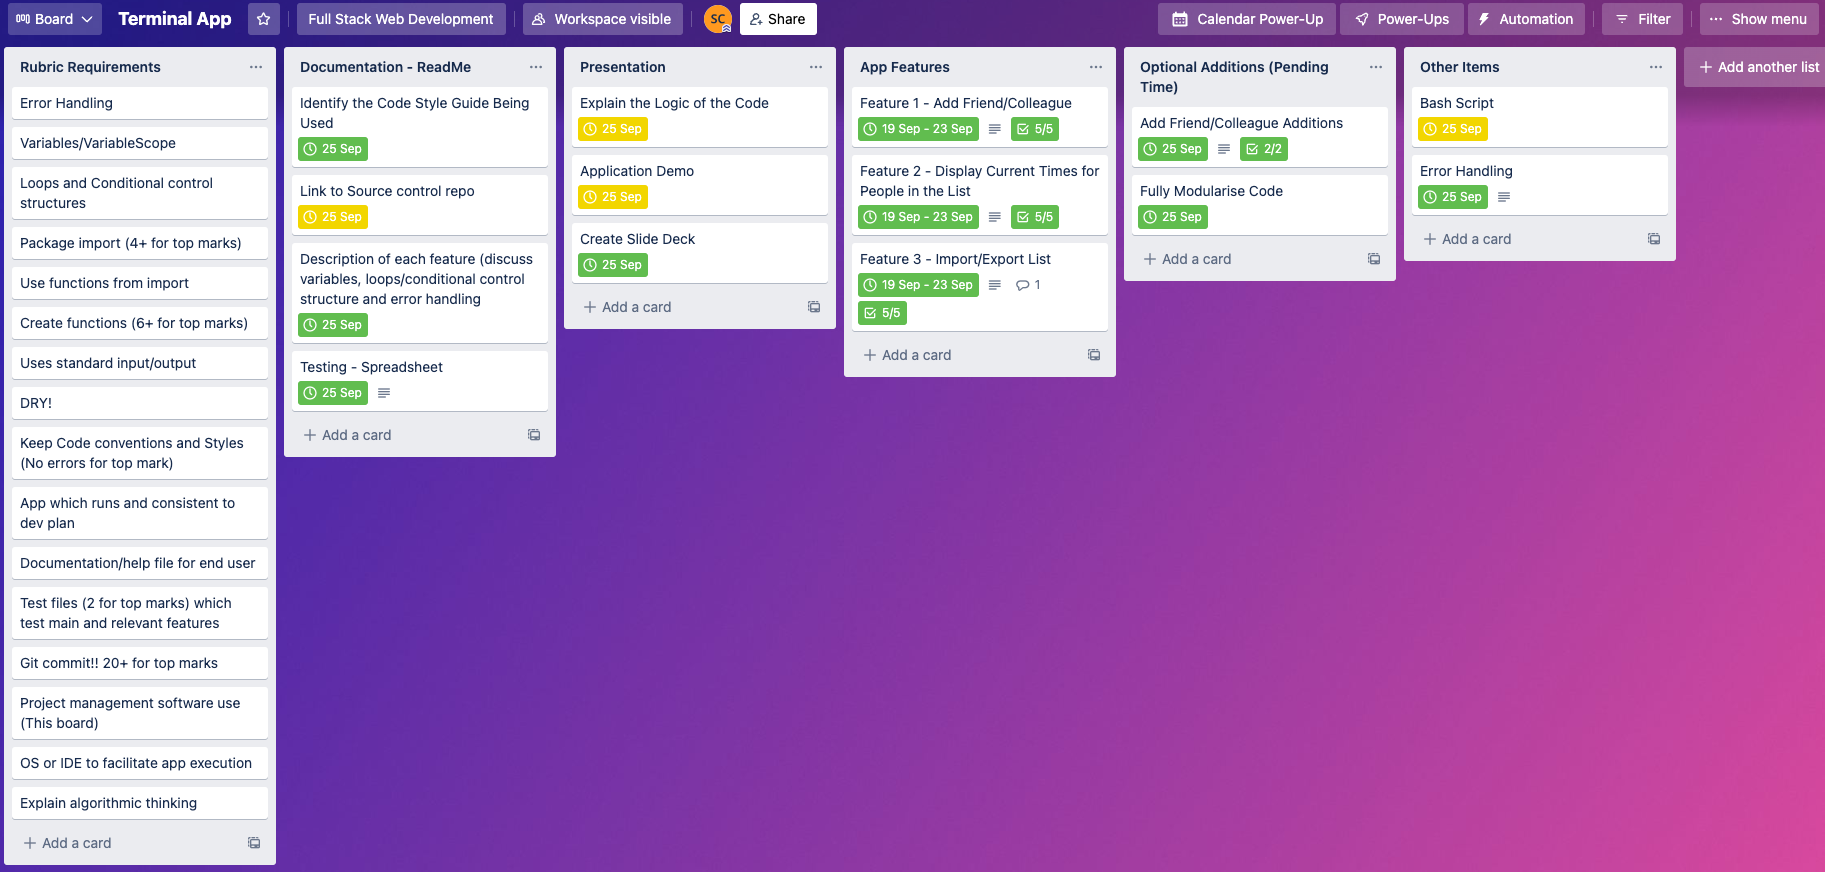 Board
Terminal App
Full Stack Web Development
Workspace visible
SC
Share
Calendar Power-Up
Power-Ups
Automation
Filter
Show menu
Rubric Requirements
Error Handling
Variables/VariableScope
Loops and Conditional control
structures
Package import (4+ for top marks)
Use functions from import
Create functions (6+ for top marks)
Uses standard input/output
DRY!
Keep Code conventions and Styles
(No errors for top mark)
App which runs and consistent to
dev plan
Documentation/help file for end user
Test files (2 for top marks) which
test main and relevant features
Git commit!! 20+ for top marks
Project management software use
(This board)
OS or IDE to facilitate app execution
Explain algorithmic thinking
Add a card
Documentation - ReadMe
Identify the Code Style Guide Being
Used
25 Sep
Link to Source control repo
25 Sep
Description of each feature (discuss
variables, loops/conditional control
structure and error handling
25 Sep
Testing - Spreadsheet
25 Sep
Add a card
Presentation
Explain the Logic of the Code
25 Sep
Application Demo
25 Sep
Create Slide Deck
25 Sep
Add a card
App Features
Feature 1 - Add Friend/Colleague
19 Sep - 23 Sep 5/5
Feature 2 - Display Current Times for
People in the List
19 Sep - 23 Sep 5/5
Feature 3 - Import/Export List
19 Sep - 23 Sep 1
5/5
Add a card
Optional Additions (Pending
Time)
Add Friend/Colleague Additions
25 Sep 2/2
Fully Modularise Code
25 Sep
Add a card
Other Items
Bash Script
25 Sep
Error Handling
25 Sep
Add a card
Add another list